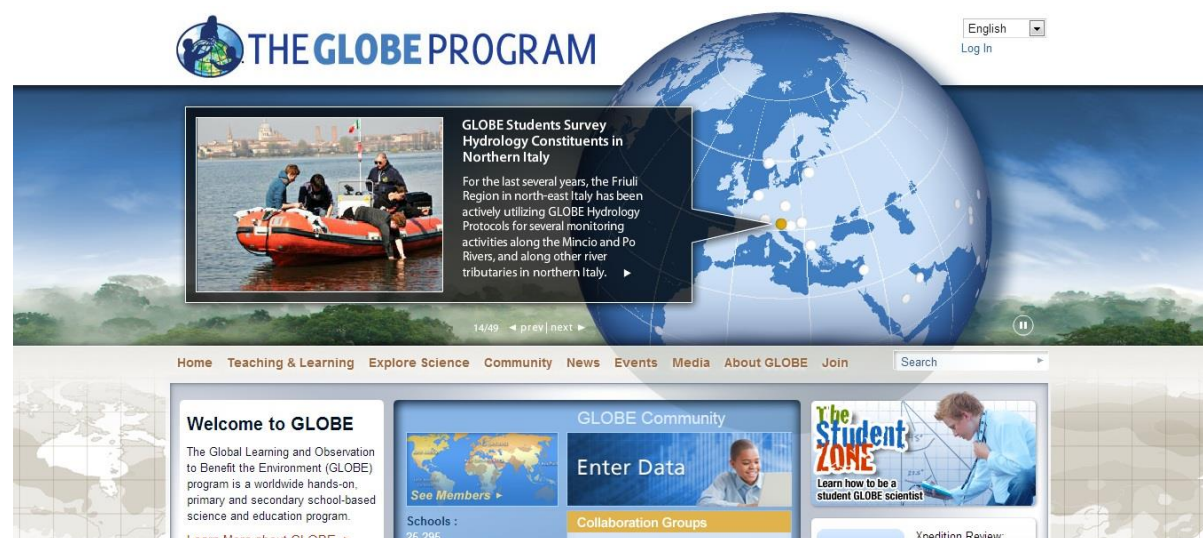 THE GLOBE PROGRAM
English
Log In
GLOBE Students Survey
Hydrology Constituents in
Northern Italy
For the last several years, the Friuli
Region in north-east Italy has been
actively utilizing GLOBE Hydrology
Protocols for several monitoring
activities along the Mincio and Po
Rivers, and along other river
tributaries in northern Italy.
14/49 prev | next
Home Teaching & Learning Explore Science Community News Events Media About GLOBE Join Search
Welcome to GLOBE
The Global Learning and Observation
to Benefit the Environment (GLOBE)
program is a worldwide hands-on,
primary and secondary school-based
science and education program.
Learn More about GLOBE
GLOBE Community
See Members
Enter Data
Schools :
25,295
Collaboration Groups
The
Student
ZONE
Learn how to be a
student GLOBE scientist
Xpedition Review: